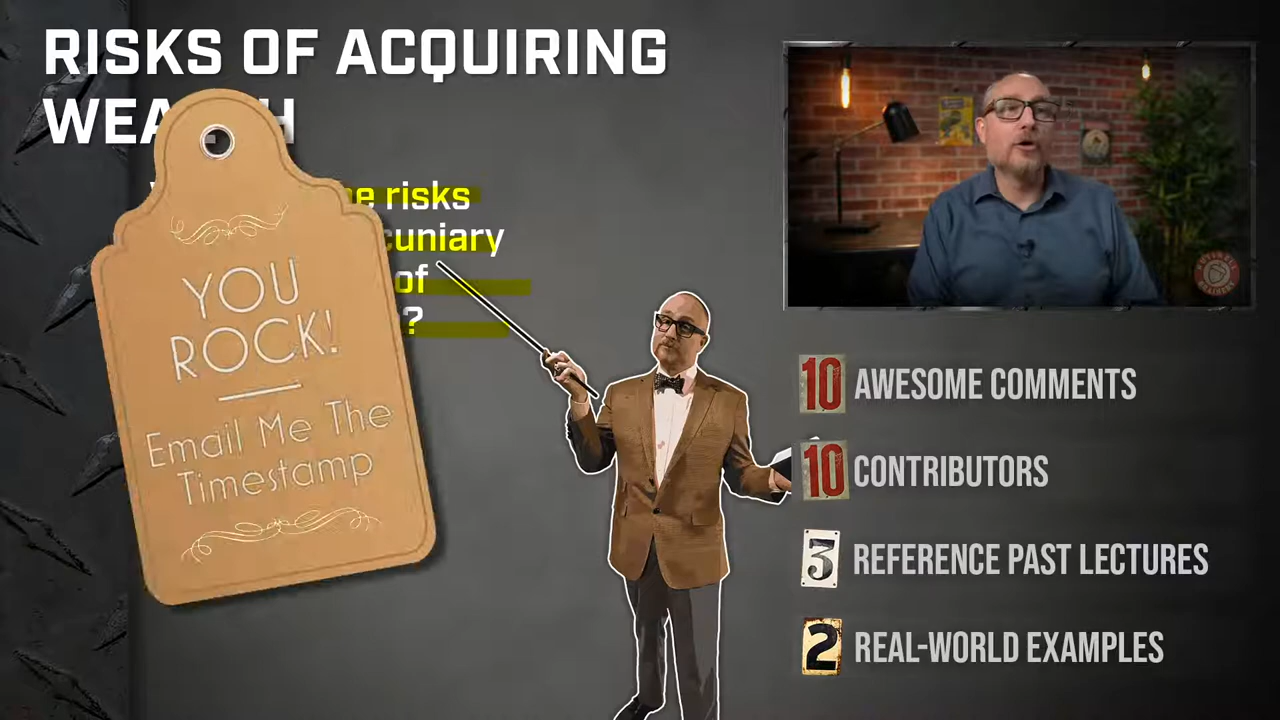 RISKS OF ACQUIRING
WEA H
e risks
cuniary
of
?
YOU
ROCK!
Email Me The
Timestamp
10 AWESOME COMMENTS
10 CONTRIBUTORS
3 REFERENCE PAST LECTURES
2 REAL-WORLD EXAMPLES